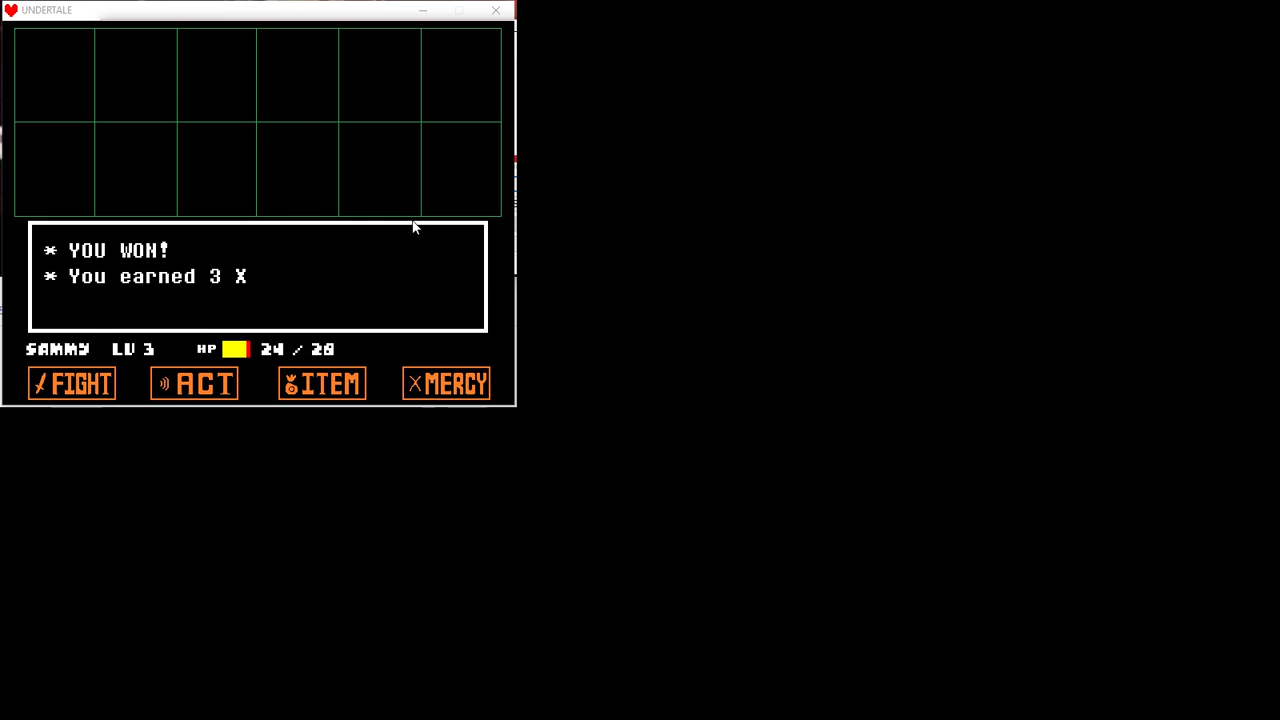 UNDERTALE
* YOU WON!
* You earned 3 X
SAMMY LV 3 HP 24 / 28
FIGHT ACT ITEM MERCY